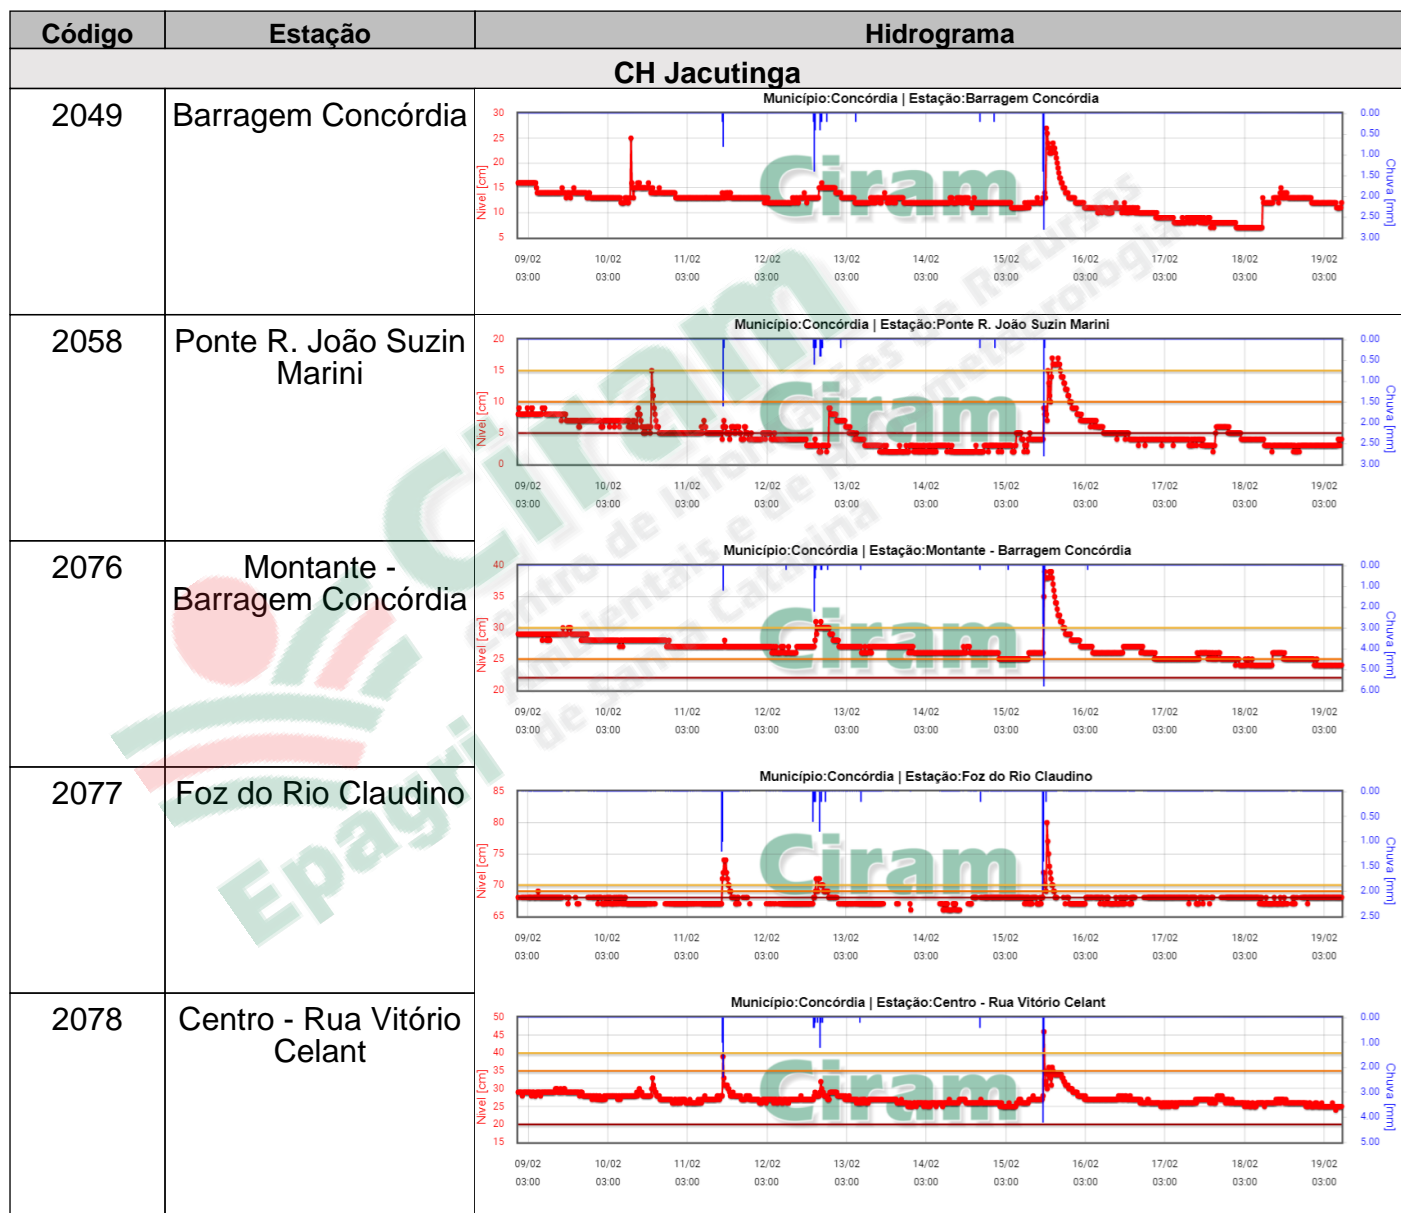 Código Estação Hidrograma
CH Jacutinga
2049 Barragem Concórdia
Município:Concórdia | Estação:Barragem Concórdia
30 25 20 15 10 5
Nivel [cm]
0.00 0.50 1.00 1.50 2.00 2.50 3.00
Chuva [mm]
09/02 10/02 11/02 12/02 13/02 14/02 15/02 16/02 17/02 18/02 19/02
03:00 03:00 03:00 03:00 03:00 03:00 03:00 03:00 03:00 03:00 03:00
2058 Ponte R. João Suzin
Marini
Município:Concórdia | Estação:Ponte R. João Suzin Marini
20 15 10 5 0
Nivel [cm]
0.00 0.50 1.00 1.50 2.00 2.50 3.00
Chuva [mm]
09/02 10/02 11/02 12/02 13/02 14/02 15/02 16/02 17/02 18/02 19/02
03:00 03:00 03:00 03:00 03:00 03:00 03:00 03:00 03:00 03:00 03:00
2076 Montante -
Barragem Concórdia
Município:Concórdia | Estação:Montante - Barragem Concórdia
40 35 30 25 20
Nivel [cm]
0.00 1.00 2.00 3.00 4.00 5.00 6.00
Chuva [mm]
09/02 10/02 11/02 12/02 13/02 14/02 15/02 16/02 17/02 18/02 19/02
03:00 03:00 03:00 03:00 03:00 03:00 03:00 03:00 03:00 03:00 03:00
2077 Foz do Rio Claudino
Município:Concórdia | Estação:Foz do Rio Claudino
85 80 75 70 65
Nivel [cm]
0.00 0.50 1.00 1.50 2.00 2.50
Chuva [mm]
09/02 10/02 11/02 12/02 13/02 14/02 15/02 16/02 17/02 18/02 19/02
03:00 03:00 03:00 03:00 03:00 03:00 03:00 03:00 03:00 03:00 03:00
2078 Centro - Rua Vitório
Celant
Município:Concórdia | Estação:Centro - Rua Vitório Celant
50 45 40 35 30 25 20 15
Nivel [cm]
0.00 1.00 2.00 3.00 4.00 5.00
Chuva [mm]
09/02 10/02 11/02 12/02 13/02 14/02 15/02 16/02 17/02 18/02 19/02
03:00 03:00 03:00 03:00 03:00 03:00 03:00 03:00 03:00 03:00 03:00
Ciram
Ciram
Ciram
Ciram
Ciram
Epagri
Ciram
Centro de Informações de Recursos
Ambientais e de Hidrometeorologia
de Santa Catarina